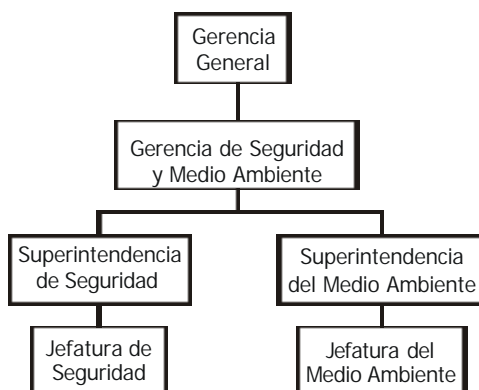 Gerencia
General
Gerencia de Seguridad
y Medio Ambiente
Superintendencia
de Seguridad
Superintendencia
del Medio Ambiente
Jefatura de
Seguridad
Jefatura del
Medio Ambiente